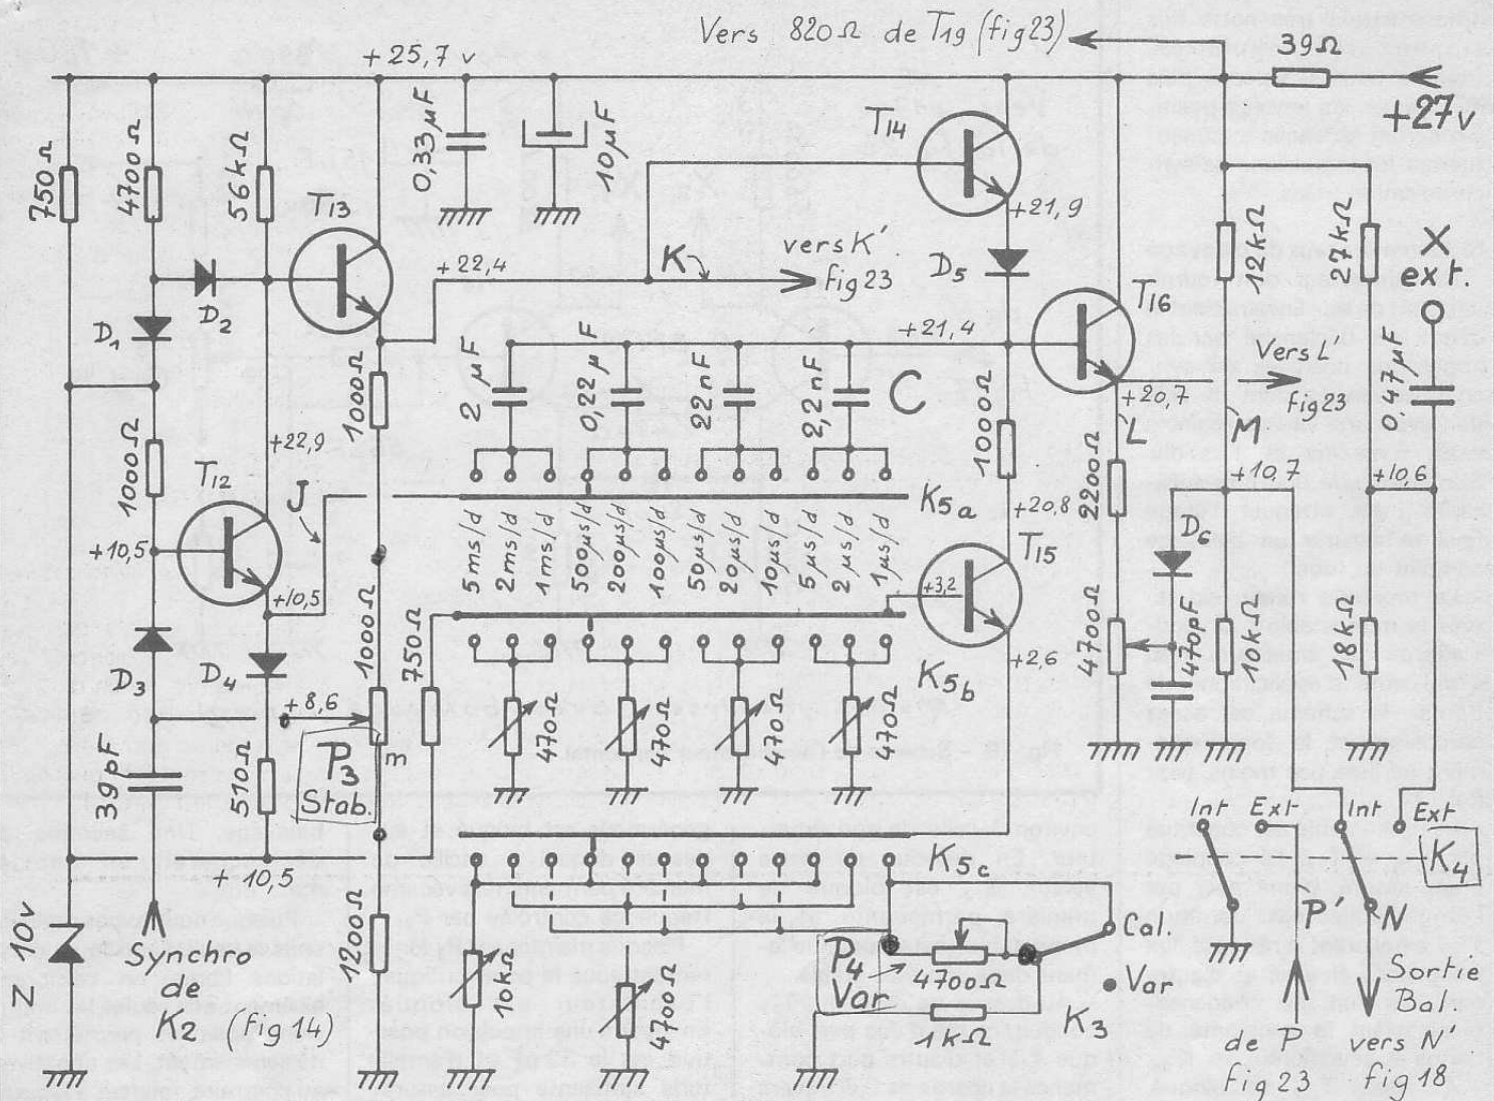 Vers 820Ω de T19 (fig 23)
39Ω
+27v
+25,7 v
750Ω
4700Ω
56kΩ
T13
0,33µF
10µF
T14
+21,9
D5
12kΩ
27kΩ
X
ext.
0,47µF
+22,4
K
vers K'
fig 23
D1
D2
1000Ω
+22,9
1000Ω
2 µF
0,22µF
22nF
2,2nF
C
+21,4
T16
+20,7
Vers L'
fig 23
L
M
+10,7
+10,6
1000Ω
2200Ω
T12
J
+10,5
+10,5
K5a
+20,8
T15
5ms/d
2ms/d
1ms/d
500µs/d
200µs/d
100µs/d
50µs/d
20µs/d
10µs/d
5µs/d
2µs/d
1µs/d
+3,2
+2,6
K5b
D6
470pF
4700Ω
10kΩ
18kΩ
D3
D4
+8,6
1000Ω
750Ω
P3
Stab.
m
470Ω
470Ω
470Ω
470Ω
39pF
510Ω
+10,5
K5c
Int
Ext
Int
Ext
K4
P'
N
Z 10v
Synchro
de
K2 (fig 14)
1200Ω
10kΩ
4700Ω
P4
Var
4700Ω
1kΩ
Cal.
Var
K3
de P
fig 23
Sortie
Bal.
vers N'
fig 18